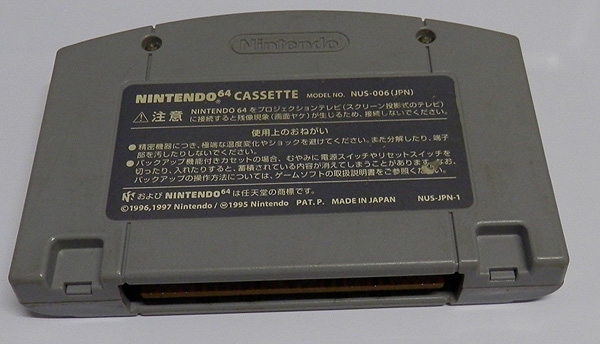 Nintendo
NINTENDO64 CASSETTE MODEL NO. NUS-006(JPN)
⚠注意 NINTENDO 64 をプロジェクションテレビ(スクリーン投影式のテレビ)
に接続すると残像現象(画面ヤケ)が生じるため、接続しないでください。
使用上のおねがい
●精密機器につき、極端な温度変化やショックを避けてください。また分解したり、端子
部を汚したりしないでください。
●バックアップ機能付きカセットの場合、むやみに電源スイッチやリセットスイッチを
切ったり、入れたりすると、蓄積されている内容が消えてしまうことがあります。なお、
バックアップの操作方法については、ゲームソフトの取扱説明書をご参照ください。
および NINTENDO64 は任天堂の商標です。
©1996,1997 Nintendo / Ⓜ1995 Nintendo PAT. P. MADE IN JAPAN NUS-JPN-1